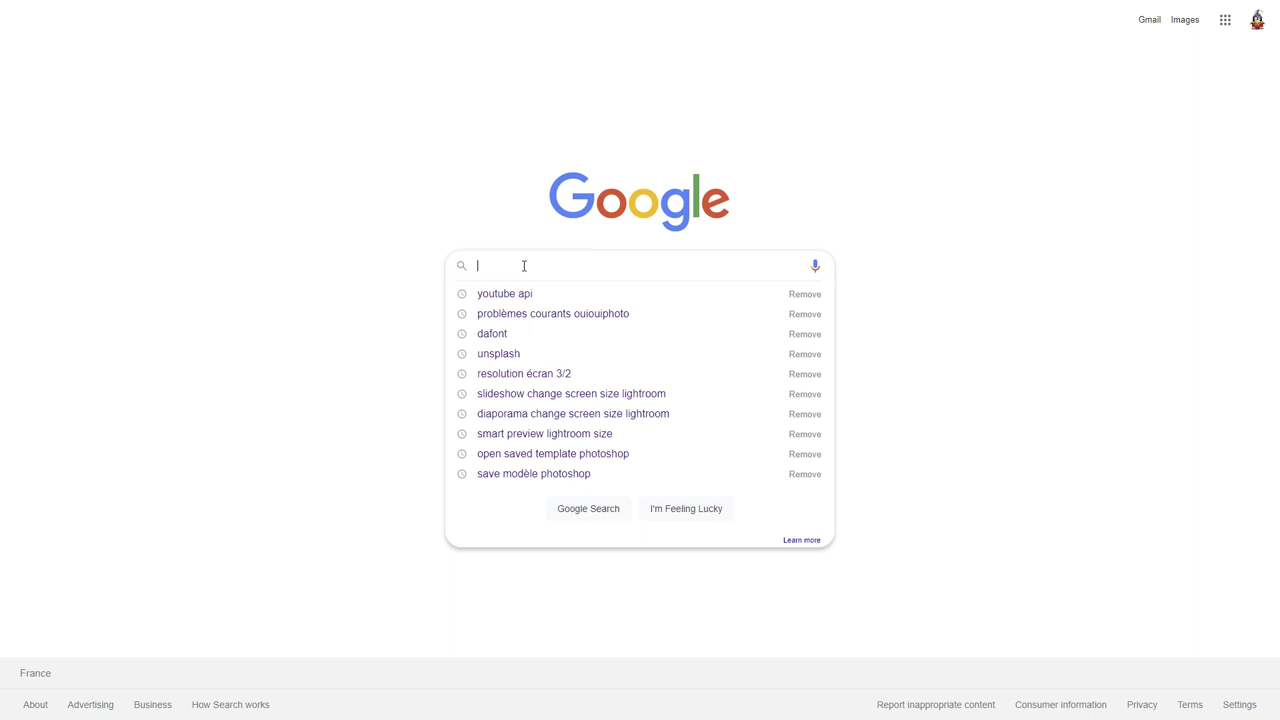 Gmail Images
Google
youtube api Remove
problèmes courants ouiouiphoto Remove
dafont Remove
unsplash Remove
resolution écran 3/2 Remove
slideshow change screen size lightroom Remove
diaporama change screen size lightroom Remove
smart preview lightroom size Remove
open saved template photoshop Remove
save modèle photoshop Remove
Google Search I'm Feeling Lucky
Learn more
France
About Advertising Business How Search works Report inappropriate content Consumer information Privacy Terms Settings